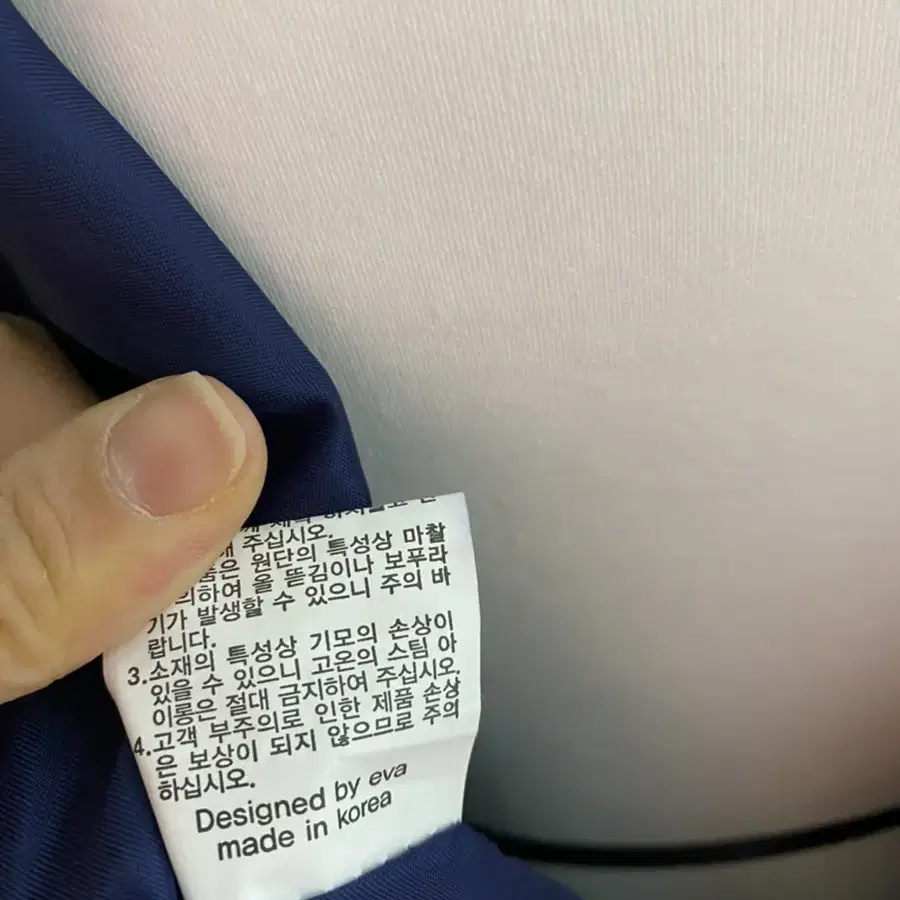 주십시오.
원단의 특성상 마찰
의하여 올 뜯김이나 보푸라
기가 발생할 수 있으니 주의 바
랍니다.
3.소재의 특성상 기모의 손상이
있을 수 있으니 고온의 스팀 아
이롱은 절대 금지하여 주십시오.
4.고객 부주의로 인한 제품 손상
은 보상이 되지 않으므로 주의
하십시오.
Designed by eva
made in korea